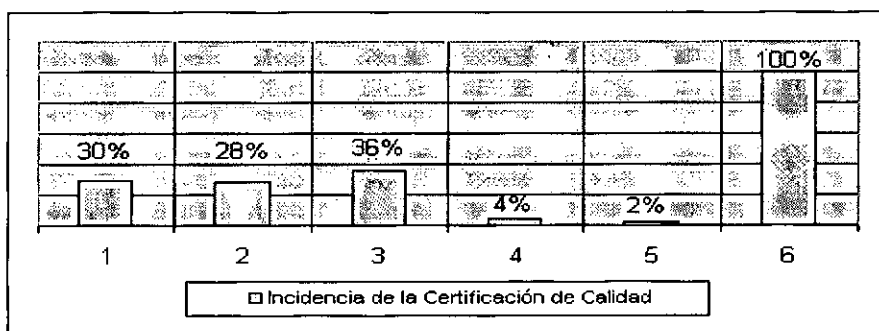 100%
30% 28% 36% 4% 2%
1 2 3 4 5 6
Incidencia de la Certificación de Calidad